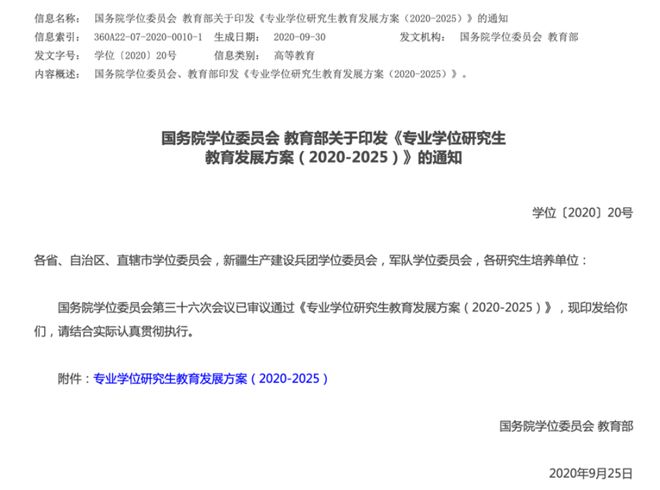 信息名称： 国务院学位委员会 教育部关于印发《专业学位研究生教育发展方案（2020-2025）》的通知
信息索引： 360A22-07-2020-0010-1 生成日期： 2020-09-30 发文机构： 国务院学位委员会 教育部
发文字号： 学位〔2020〕20号 信息类别： 高等教育
内容概述： 国务院学位委员会、教育部印发《专业学位研究生教育发展方案（2020-2025）》。
国务院学位委员会 教育部关于印发《专业学位研究生
教育发展方案（2020-2025）》的通知
学位〔2020〕20号
各省、自治区、直辖市学位委员会，新疆生产建设兵团学位委员会，军队学位委员会，各研究生培养单位：
国务院学位委员会第三十六次会议已审议通过《专业学位研究生教育发展方案（2020-2025）》，现印发给你
们，请结合实际认真贯彻执行。
附件：专业学位研究生教育发展方案（2020-2025）
国务院学位委员会 教育部
2020年9月25日